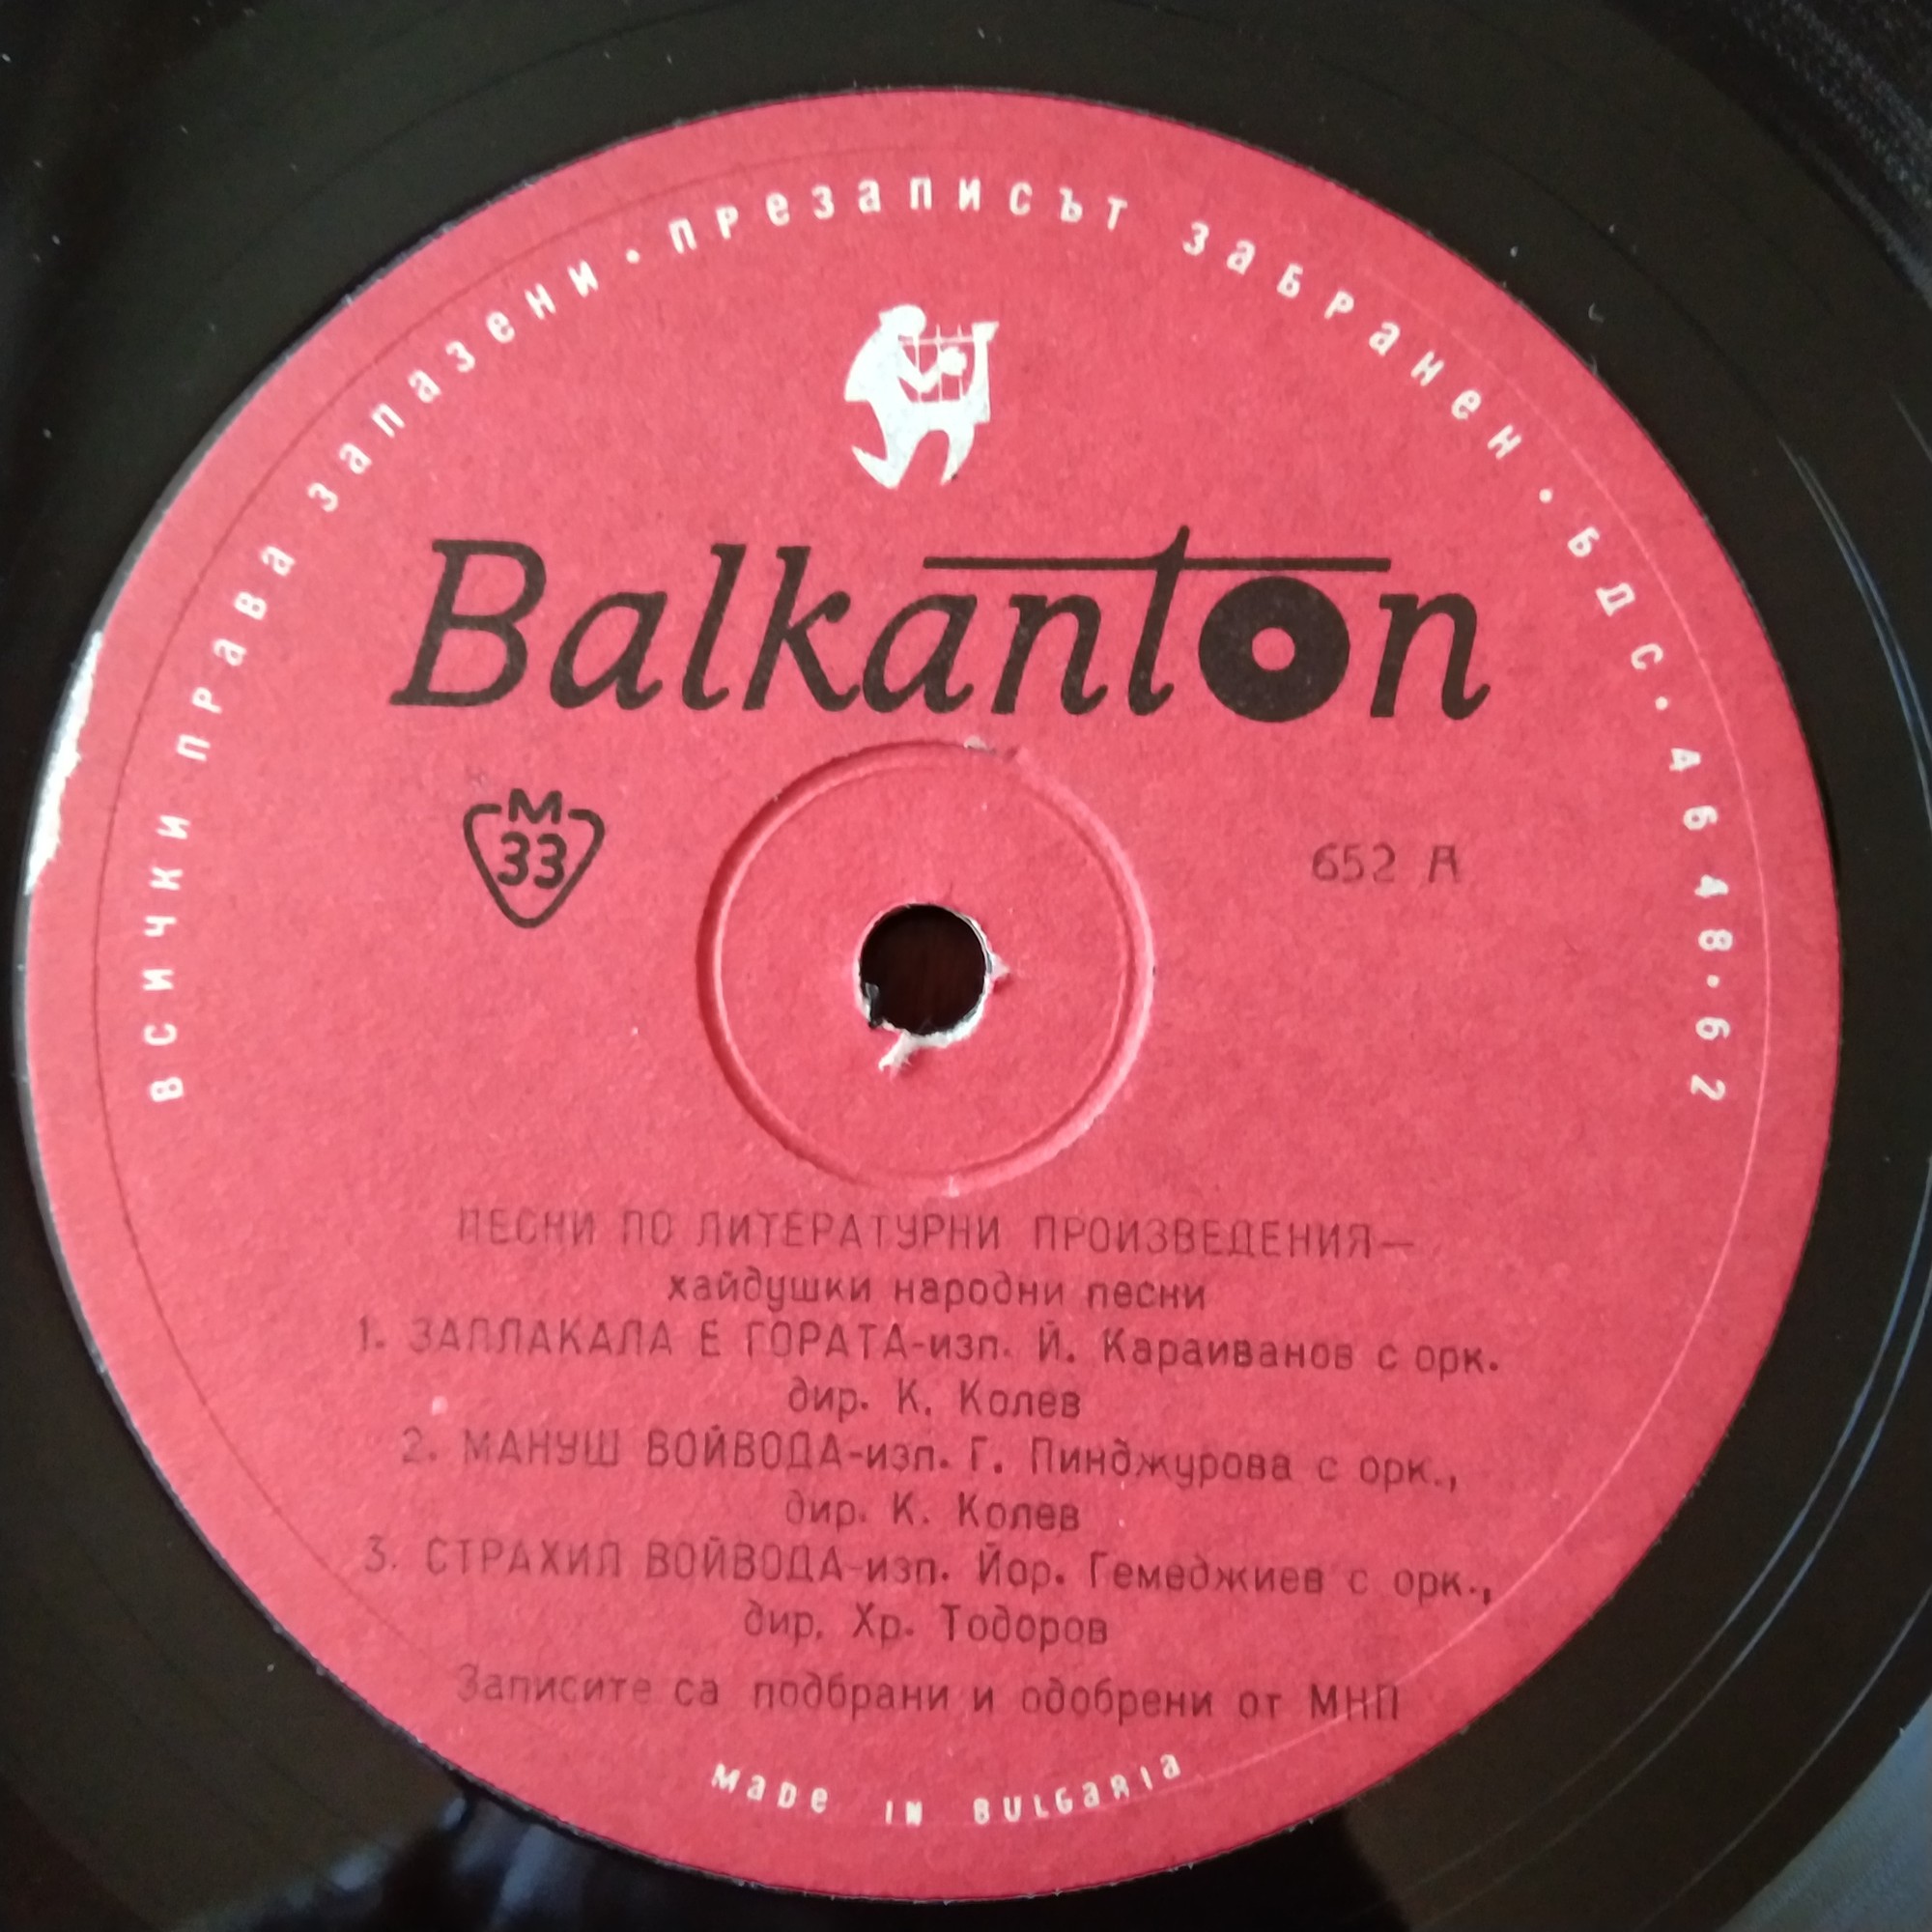 всички права запазени · презаписът забранен · бдс · 4648 · 62
Balkanton
M
33
652 А
ПЕСНИ ПО ЛИТЕРАТУРНИ ПРОИЗВЕДЕНИЯ—
хайдушки народни песни
1. ЗАПЛАКАЛА Е ГОРАТА-изп. Й. Караиванов с орк.
дир. К. Колев
2. МАНУШ ВОЙВОДА-изп. Г. Пинджурова с орк.,
дир. К. Колев
3. СТРАХИЛ ВОЙВОДА-изп. Йор. Гемеджиев с орк.,
дир. Хр. Тодоров
Записите са подбрани и одобрени от МНП
Made in Bulgaria